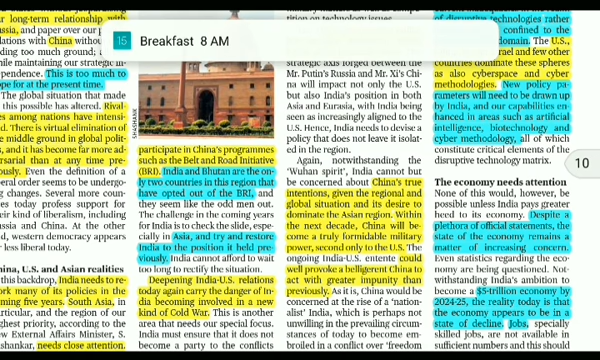 15 Breakfast 8 AM
long-term relationship with
and paper over our p
lations with China withou
ding too much ground; a
hile maintaining our strategic in-
pendence. This is too much to
ope for at the present time.
The global situation that made
this possible has altered. Rival-
es among nations have intensi-
d. There is virtual elimination of
e middle ground in global polit-
s, and it has become far more ad-
rsarial than at any time pre-
ously. Even the definition of a
eral order seems to be undergo-
g changes. Several more coun-
es today profess support for
eir kind of liberalism, including
ussia and China. At the other
d, western democracy appears
less liberal today.
hina, U.S. and Asian realities
this backdrop, India needs to re-
ork many of its policies in the
ming five years. South Asia, in
rticular, and the region of our
ghest priority, according to the
ew External Affairs Minister, S.
shankar, needs close attention.
SHASHANK
participate in China's programmes
such as the Belt and Road Initiative
(BRI). India and Bhutan are the on-
ly two countries in this region that
have opted out of the BRI, and
they seem like the odd men out.
The challenge in the coming years
for India is to check the slide, espe-
cially in Asia, and try and restore
India to the position it held pre-
viously. India cannot afford to wait
too long to rectify the situation.
Deepening India-U.S. relations
today again carry the danger of In-
dia becoming involved in a new
kind of Cold War. This is another
area that needs our special focus.
India must ensure that it does not
become a party to the conflicts
tion on technology issues.
strategic axis forged between the
Mr. Putin's Russia and Mr. Xi's Chi-
na will impact not only the U.S.
but also India's position in both
Asia and Eurasia, with India being
seen as increasingly aligned to the
U.S. Hence, India needs to devise a
policy that does not leave it isolat-
ed in the region.
Again, notwithstanding the
'Wuhan spirit', India cannot but
be concerned about China's true
intentions, given the regional and
global situation and its desire to
dominate the Asian region. Within
the next decade, China will be-
come a truly formidable military
power, second only to the U.S. The
ongoing India-U.S. entente could
well provoke a belligerent China to
act with greater impunity than
previously. As it is, China would be
concerned at the rise of a 'nation-
alist' India, which is perhaps not
unwilling in the prevailing circum-
stances of today to become em-
broiled in a conflict over 'freedom
of disruptive technologies rather
confined to the
domain. The U.S.,
rael and few other
countries dominate these spheres
as also cyberspace and cyber
methodologies. New policy pa-
rameters will need to be drawn up
by India, and our capabilities en-
hanced in areas such as artificial
intelligence, biotechnology and
cyber methodology, all of which
constitute critical elements of the
disruptive technology matrix.
The economy needs attention
None of this would, however, be
possible unless India pays greater
heed to its economy. Despite a
plethora of official statements, the
state of the economy remains a
matter of increasing concern.
Even statistics regarding the eco-
nomy are being questioned. Not-
withstanding India's ambition to
become a $5-trillion economy by
2024-25, the reality today is that
the economy appears to be in a
state of decline. Jobs, specially
skilled jobs, are not available in
sufficient numbers and this should
10